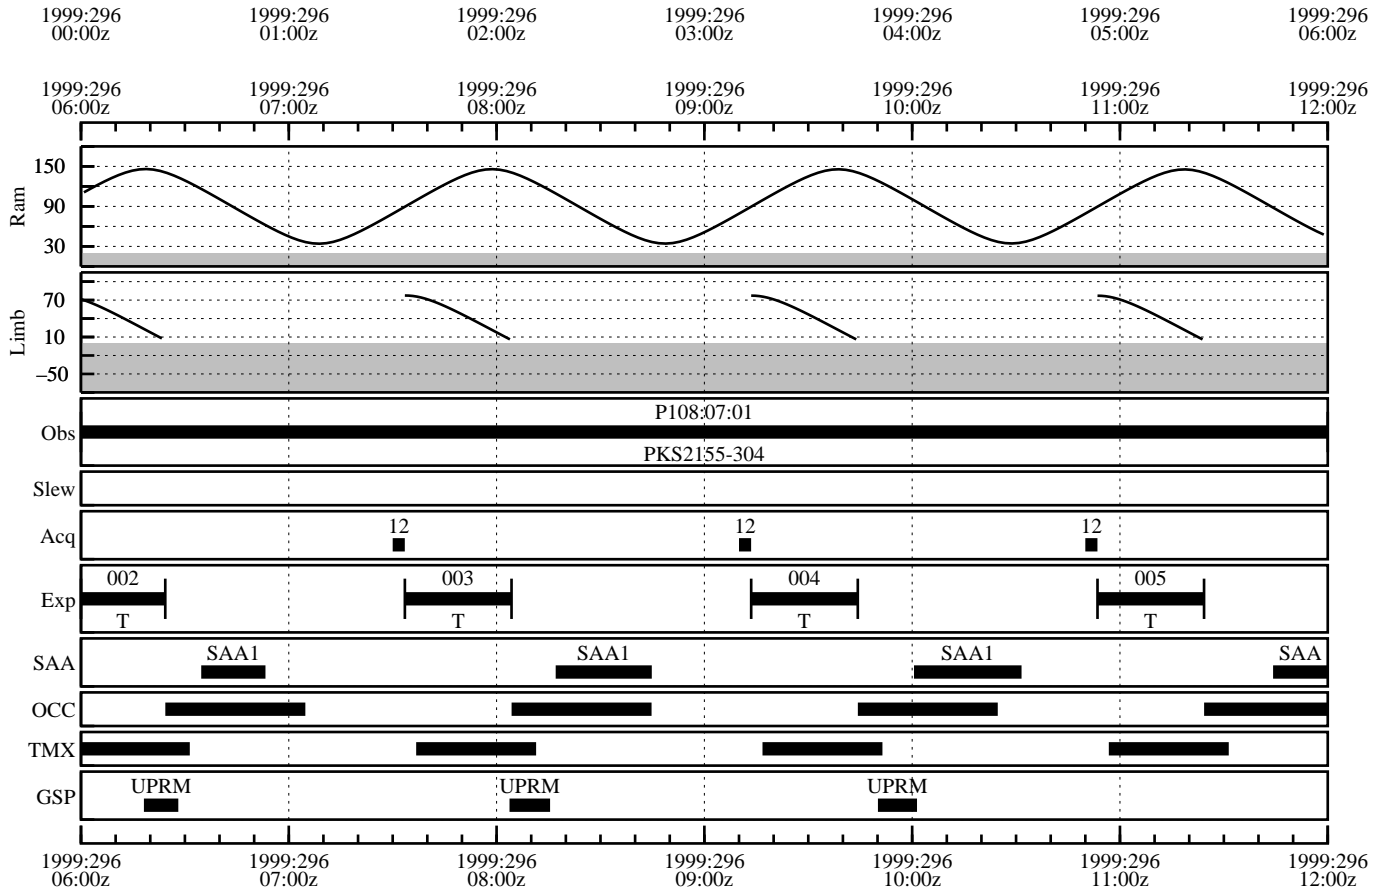 1999:296 1999:296 1999:296 1999:296 1999:296 1999:296 1999:296
00:00z 01:00z 02:00z 03:00z 04:00z 05:00z 06:00z
1999:296 1999:296 1999:296 1999:296 1999:296 1999:296 1999:296
06:00z 07:00z 08:00z 09:00z 10:00z 11:00z 12:00z
Ram
150
90
30
Limb
70
10
–50
P108:07:01
Obs
PKS2155-304
Slew
Acq
12 12 12
002 003 004 005
Exp
T T T T
SAA
SAA1 SAA1 SAA1 SAA
OCC
TMX
GSP
UPRM UPRM UPRM
1999:296 1999:296 1999:296 1999:296 1999:296 1999:296 1999:296
06:00z 07:00z 08:00z 09:00z 10:00z 11:00z 12:00z